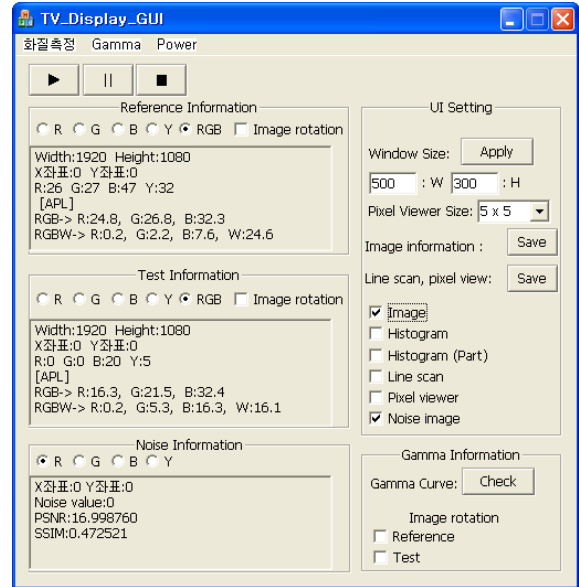 TV_Display_GUI
화질측정 Gamma Power
Reference Information
R G B Y RGB Image rotation
Width:1920 Height:1080
X좌표:0 Y좌표:0
R:26 G:27 B:47 Y:32
[APL]
RGB-> R:24.8, G:26.8, B:32.3
RGBW-> R:0.2, G:2.2, B:7.6, W:24.6
Test Information
R G B Y RGB Image rotation
Width:1920 Height:1080
X좌표:0 Y좌표:0
R:0 G:0 B:20 Y:5
[APL]
RGB-> R:16.3, G:21.5, B:32.4
RGBW-> R:0.2, G:5.3, B:16.3, W:16.1
Noise Information
R G B Y
X좌표:0 Y좌표:0
Noise value:0
PSNR:16.998760
SSIM:0.472521
UI Setting
Window Size: Apply
500 : W 300 : H
Pixel Viewer Size: 5 x 5
Image information : Save
Line scan, pixel view: Save
Image
Histogram
Histogram (Part)
Line scan
Pixel viewer
Noise image
Gamma Information
Gamma Curve: Check
Image rotation
Reference
Test